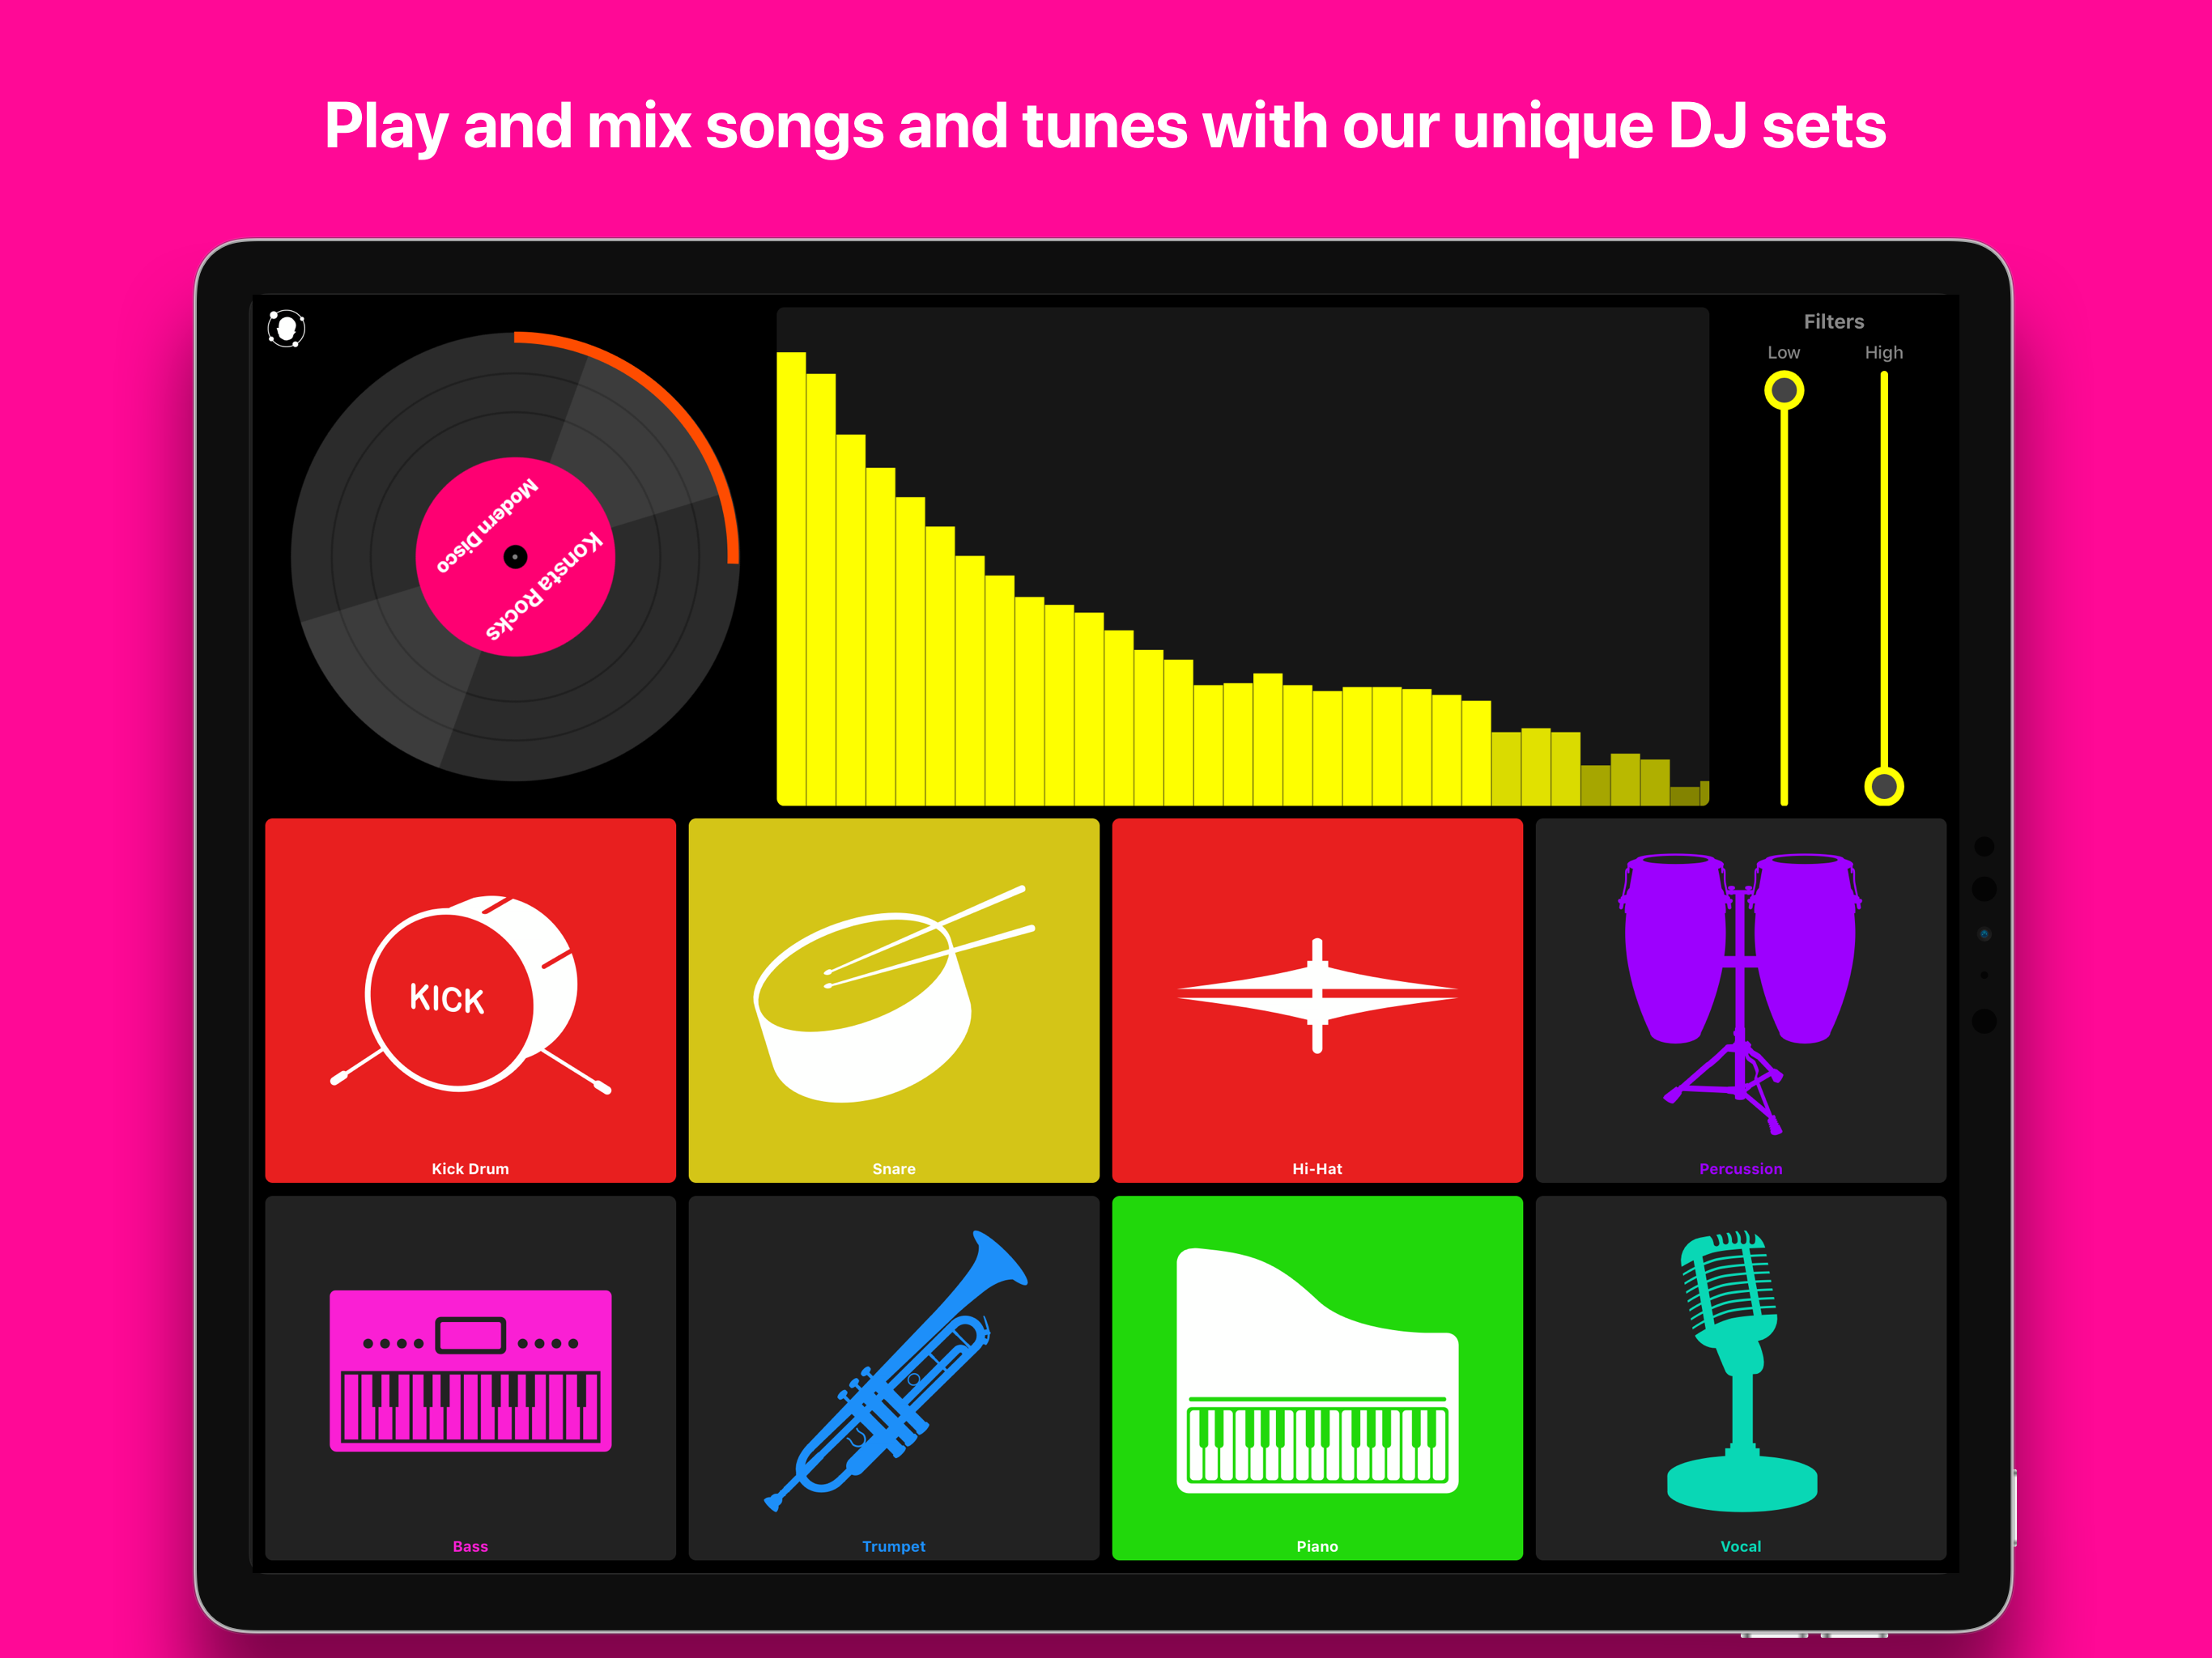 Play and mix songs and tunes with our unique DJ sets
Filters
Low
High
Modern Disco
Konsta Rocks
KICK
Kick Drum
Snare
Hi-Hat
Percussion
Bass
Trumpet
Piano
Vocal